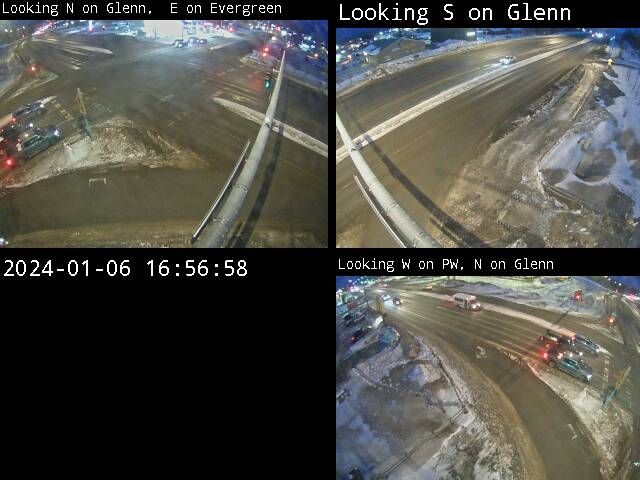 Looking N on Glenn,  E on Evergreen
Looking S on Glenn
2024-01-06 16:56:58
Looking W on PW, N on Glenn